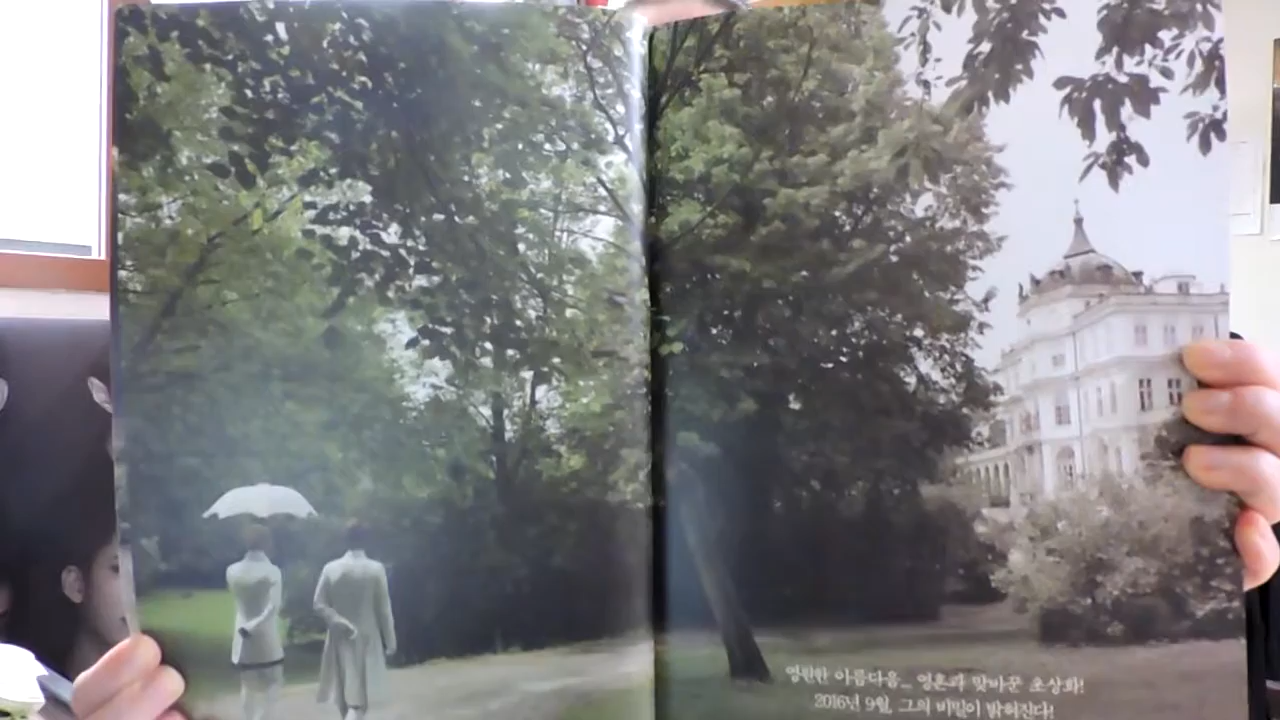 영원한 아름다움_ 영혼과 맞바꾼 초상화!
2016년 9월, 그의 비밀이 밝혀진다!